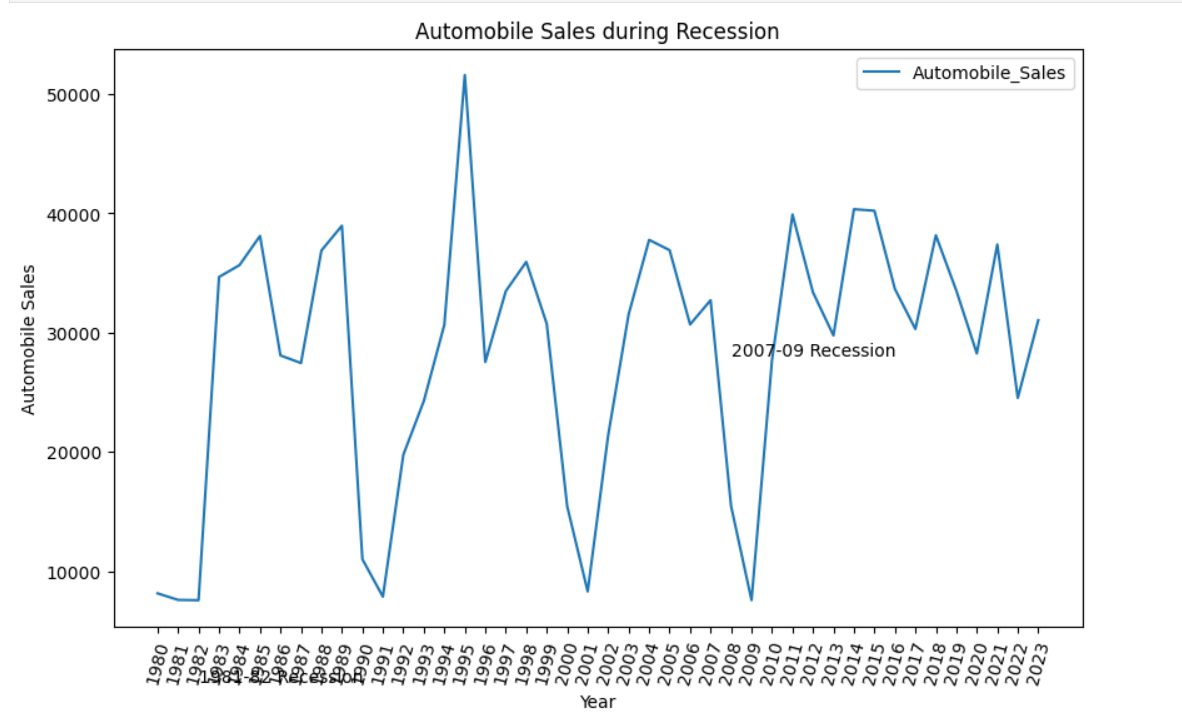 Automobile Sales during Recession
Automobile_Sales
50000
40000
30000
20000
10000
Automobile Sales
2007-09 Recession
1981-82 Recession
1980 1981 1982 1983 1984 1985 1986 1987 1988 1989 1990 1991 1992 1993 1994 1995 1996 1997 1998 1999 2000 2001 2002 2003 2004 2005 2006 2007 2008 2009 2010 2011 2012 2013 2014 2015 2016 2017 2018 2019 2020 2021 2022 2023
Year